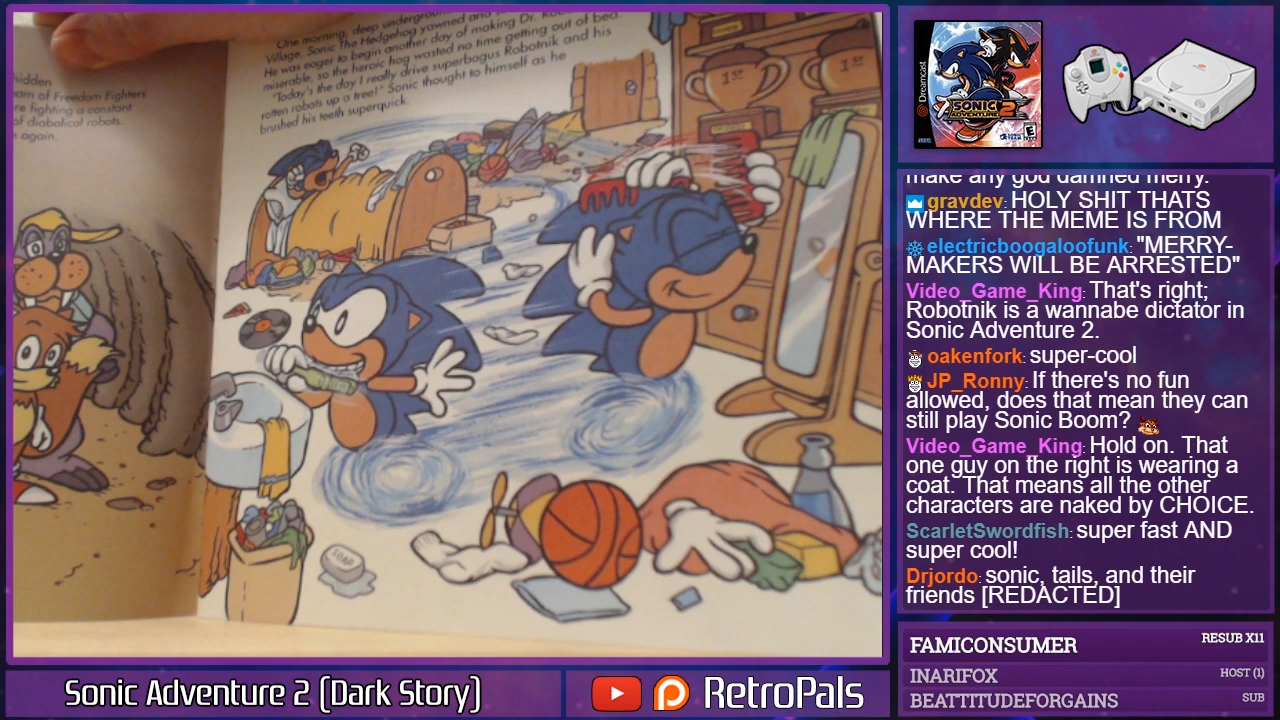 hidden
am of Freedom Fighters
re fighting a constant
of diabolical robots.
again.
One morning, deep underground
Village, Sonic The Hedgehog yawned and
He was eager to begin another day of making Dr.
miserable, so the heroic hog wasted no time getting out of bed.
"Today's the day I really drive superbogus Robotnik and his
rotten robots up a tree!" Sonic thought to himself as he
brushed his teeth superquick.
1ST
1ST
SOAP
Dreamcast
SONIC
ADVENTURE 2
SEGA
SONIC TEAM
E
make any god damned merry.
gravdev: HOLY SHIT THATS
WHERE THE MEME IS FROM
electricboogaloofunk: "MERRY-
MAKERS WILL BE ARRESTED"
Video_Game_King: That's right;
Robotnik is a wannabe dictator in
Sonic Adventure 2.
oakenfork: super-cool
JP_Ronny: If there's no fun
allowed, does that mean they can
still play Sonic Boom?
Video_Game_King: Hold on. That
one guy on the right is wearing a
coat. That means all the other
characters are naked by CHOICE.
ScarletSwordfish: super fast AND
super cool!
Drjordo: sonic, tails, and their
friends [REDACTED]
FAMICONSUMER RESUB X11
INARIFOX HOST (1)
BEATTITUDEFORGAINS SUB
Sonic Adventure 2 (Dark Story)
RetroPals